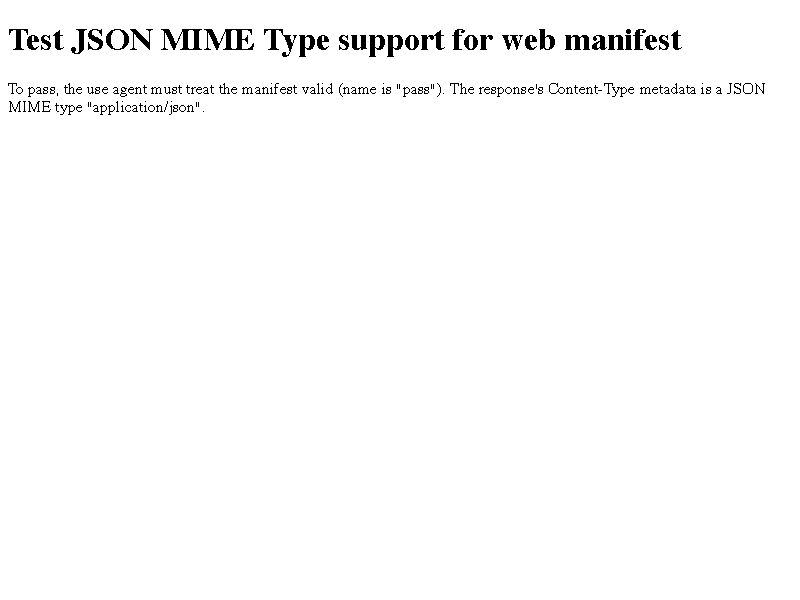 Test JSON MIME Type support for web manifest
To pass, the use agent must treat the manifest valid (name is "pass"). The response's Content-Type metadata is a JSON
MIME type "application/json".